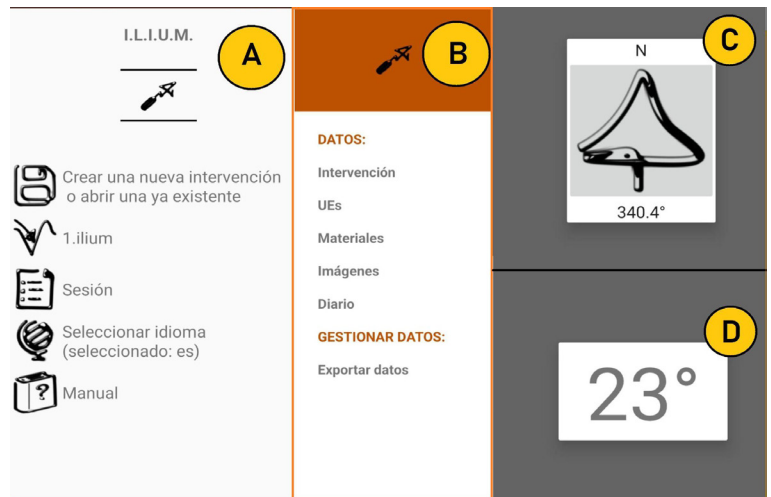 I.L.I.U.M.
A
Crear una nueva intervención
o abrir una ya existente
1.ilium
Sesión
Seleccionar idioma
(seleccionado: es)
?
Manual
B
DATOS:
Intervención
UEs
Materiales
Imágenes
Diario
GESTIONAR DATOS:
Exportar datos
C
N
340.4°
D
23°